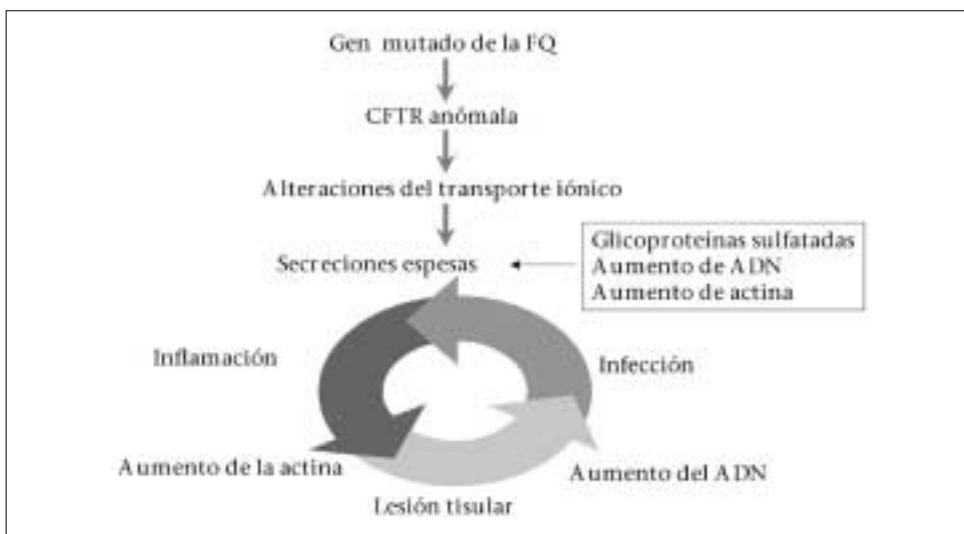 Gen mutado de la FQ
CFTR anómala
Alteraciones del transporte iónico
Secreciones espesas
Glicoproteínas sulfatadas
Aumento de ADN
Aumento de actina
Inflamación
Infección
Aumento de la actina
Aumento del ADN
Lesión tisular